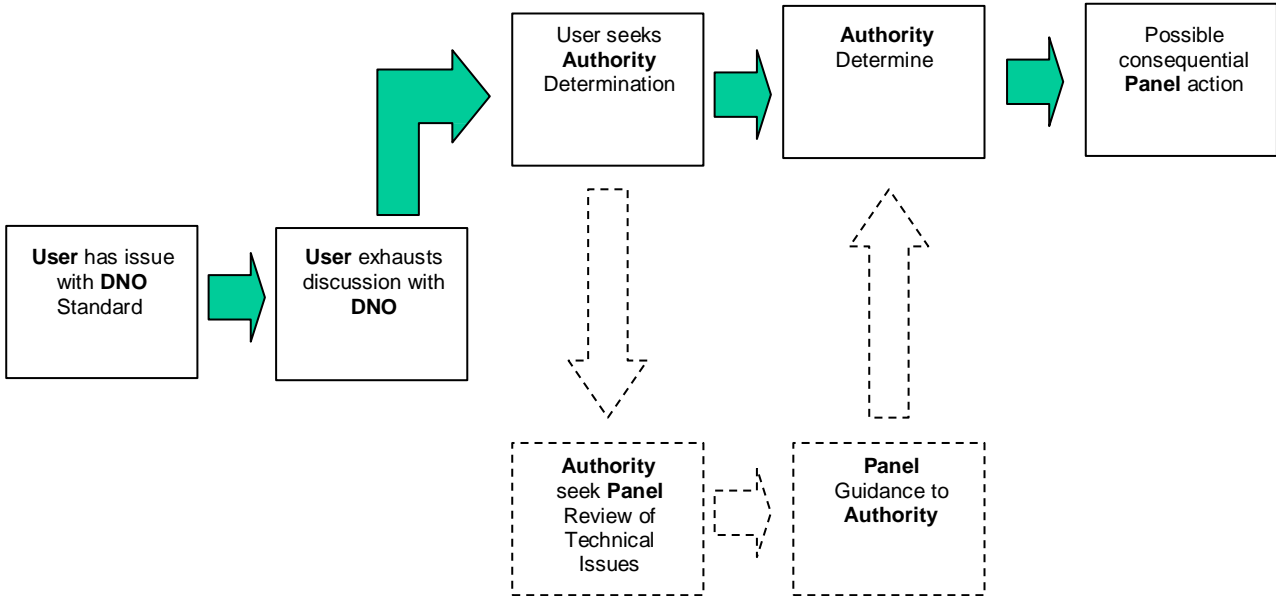 User seeks
Authority
Determination
Authority
Determine
Possible
consequential
Panel action
User has issue
with DNO
Standard
User exhausts
discussion with
DNO
Authority
seek Panel
Review of
Technical
Issues
Panel
Guidance to
Authority